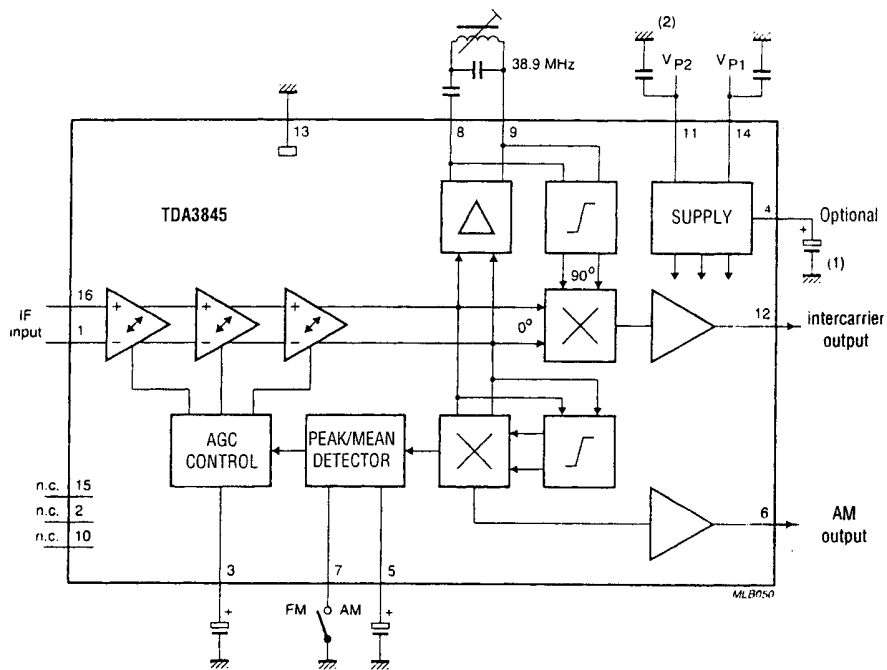 (2)
38.9 MHz
VP2
VP1
13
8
9
11
14
TDA3845
SUPPLY
4
Optional
+
(1)
90°
16
IF
input
1
+
−
+
−
+
−
0°
12
intercarrier
output
AGC
CONTROL
PEAK/MEAN
DETECTOR
n.c. 15
n.c. 2
n.c. 10
6
AM
output
3
7
5
MLB050
+
FM
AM
+